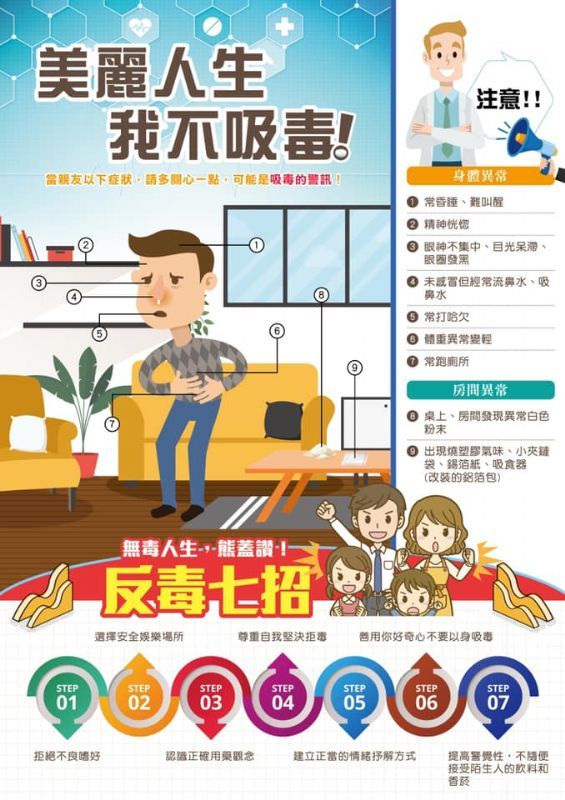 美麗人生
我不吸毒!
當親友以下症狀，請多關心一點，可能是吸毒的警訊！
注意!!
身體異常
1 常昏睡、難叫醒
2 精神恍惚
3 眼神不集中、目光呆滯、
眼圈發黑
4 未感冒但經常流鼻水、吸
鼻水
5 常打哈欠
6 體重異常變輕
7 常跑廁所
房間異常
8 桌上、房間發現異常白色
粉末
9 出現燒塑膠氣味、小夾鏈
袋、錫箔紙、吸食器
(改裝的鋁箔包)
1
2
3
4
5
6
7
8
9
無毒人生，熊蓋讚！
反毒七招
選擇安全娛樂場所
尊重自我堅決拒毒
善用你好奇心不要以身吸毒
STEP
01
STEP
02
STEP
03
STEP
04
STEP
05
STEP
06
STEP
07
拒絕不良嗜好
認識正確用藥觀念
建立正當的情緒抒解方式
提高警覺性，不隨便
接受陌生人的飲料和
香菸